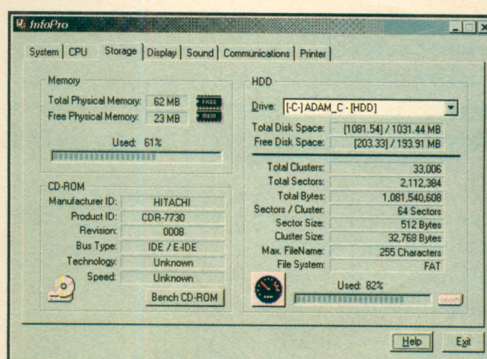 InfoPro
System CPU Storage Display Sound Communications Printer
Memory
Total Physical Memory: 62 MB FREE
Free Physical Memory: 23 MB MEM
Used: 61%
CD-ROM
Manufacturer ID: HITACHI
Product ID: CDR-7730
Revision: 0008
Bus Type: IDE / E-IDE
Technology: Unknown
Speed: Unknown
Bench CD-ROM
HDD
Drive: [-C-] ADAM_C - [HDD]
Total Disk Space: [1081.54] / 1031.44 MB
Free Disk Space: [203.33] / 193.91 MB
Total Clusters: 33,006
Total Sectors: 2,112,384
Total Bytes: 1,081,540,608
Sectors / Cluster: 64 Sectors
Sector Size: 512 Bytes
Cluster Size: 32,768 Bytes
Max. FileName: 255 Characters
File System: FAT
Used: 82%
Help Exit